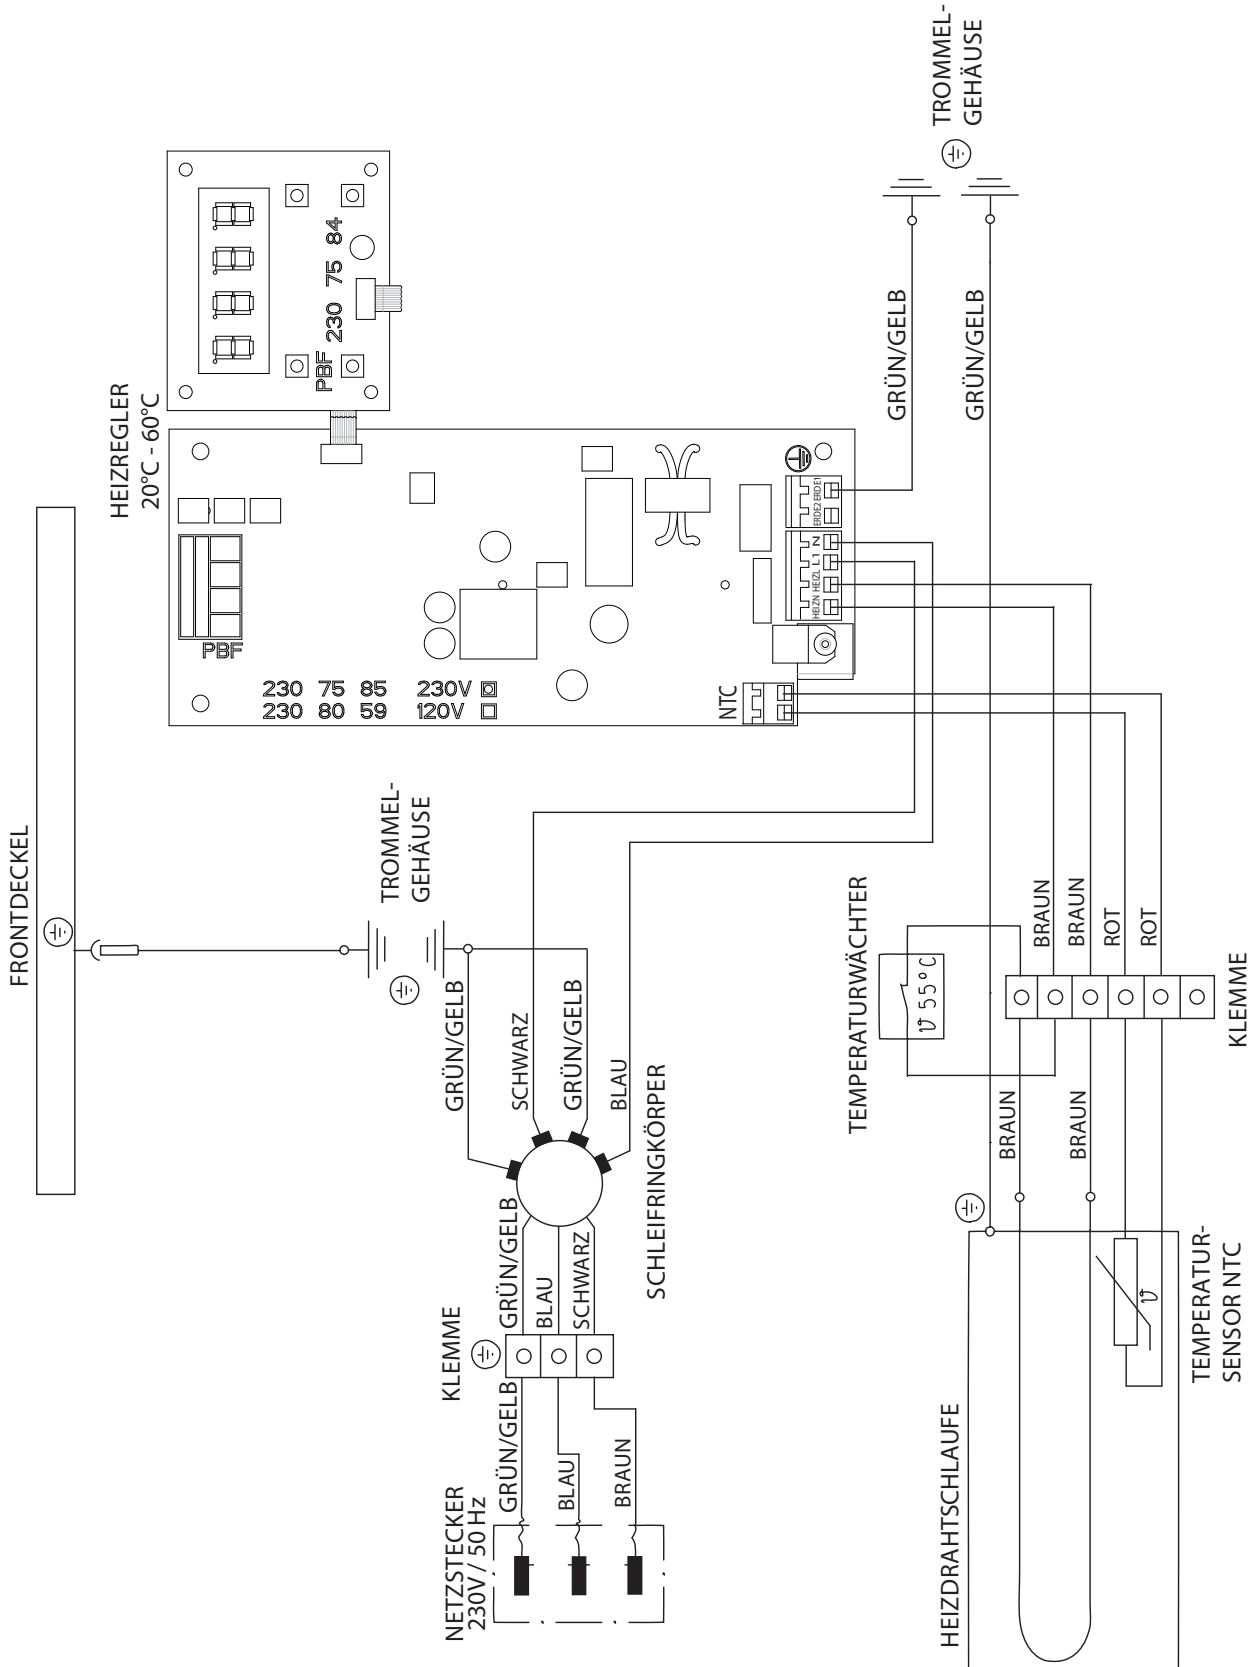 FRONTDECKEL
HEIZREGLER
20°C - 60°C
PBF
230 75 84
PBF
230 75 85 230V
230 80 59 120V
NTC
HEIZN
HEIZL
L1
N
ERDE2
ERDE1
TROMMEL-
GEHÄUSE
GRÜN/GELB
GRÜN/GELB
TROMMEL-
GEHÄUSE
GRÜN/GELB
SCHWARZ
GRÜN/GELB
BLAU
SCHLEIFRINGKÖRPER
GRÜN/GELB
BLAU
SCHWARZ
KLEMME
GRÜN/GELB
BLAU
BRAUN
NETZSTECKER
230V / 50 Hz
TEMPERATURWÄCHTER
ϑ 55°C
BRAUN
BRAUN
ROT
ROT
KLEMME
BRAUN
BRAUN
HEIZDRAHTSCHLAUFE
ϑ
TEMPERATUR-
SENSOR NTC